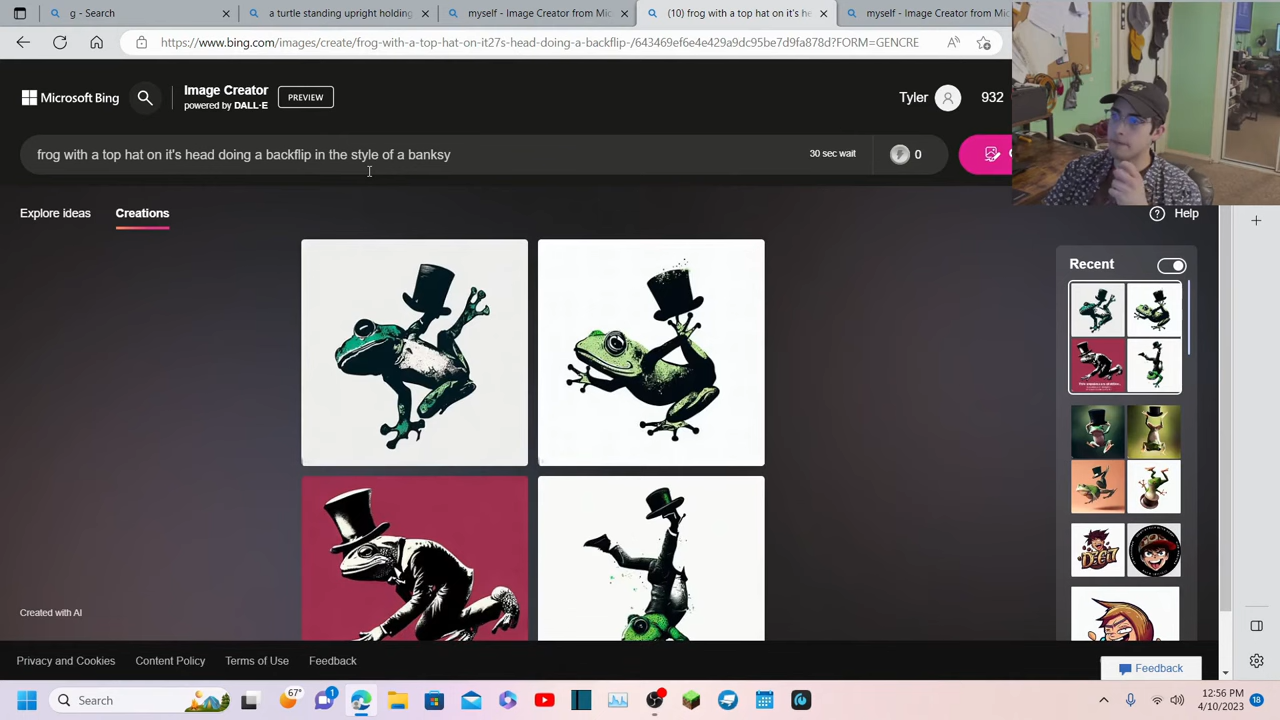 g - Search
a turtle standing upright holding
myself - Image Creator from Mic
(10) frog with a top hat on it's he
myself - Image Creator from Mic
https://www.bing.com/images/create/frog-with-a-top-hat-on-it27s-head-doing-a-backflip-/643469ef6e4e429a9dc95be7d9fa878d?FORM=GENCRE
Microsoft Bing
Image Creator
powered by DALL·E
PREVIEW
Tyler
932
frog with a top hat on it's head doing a backflip in the style of a banksy
30 sec wait
0
Explore ideas
Creations
Help
Recent
Created with AI
Privacy and Cookies
Content Policy
Terms of Use
Feedback
Feedback
Search
67°
1
12:56 PM
4/10/2023
18